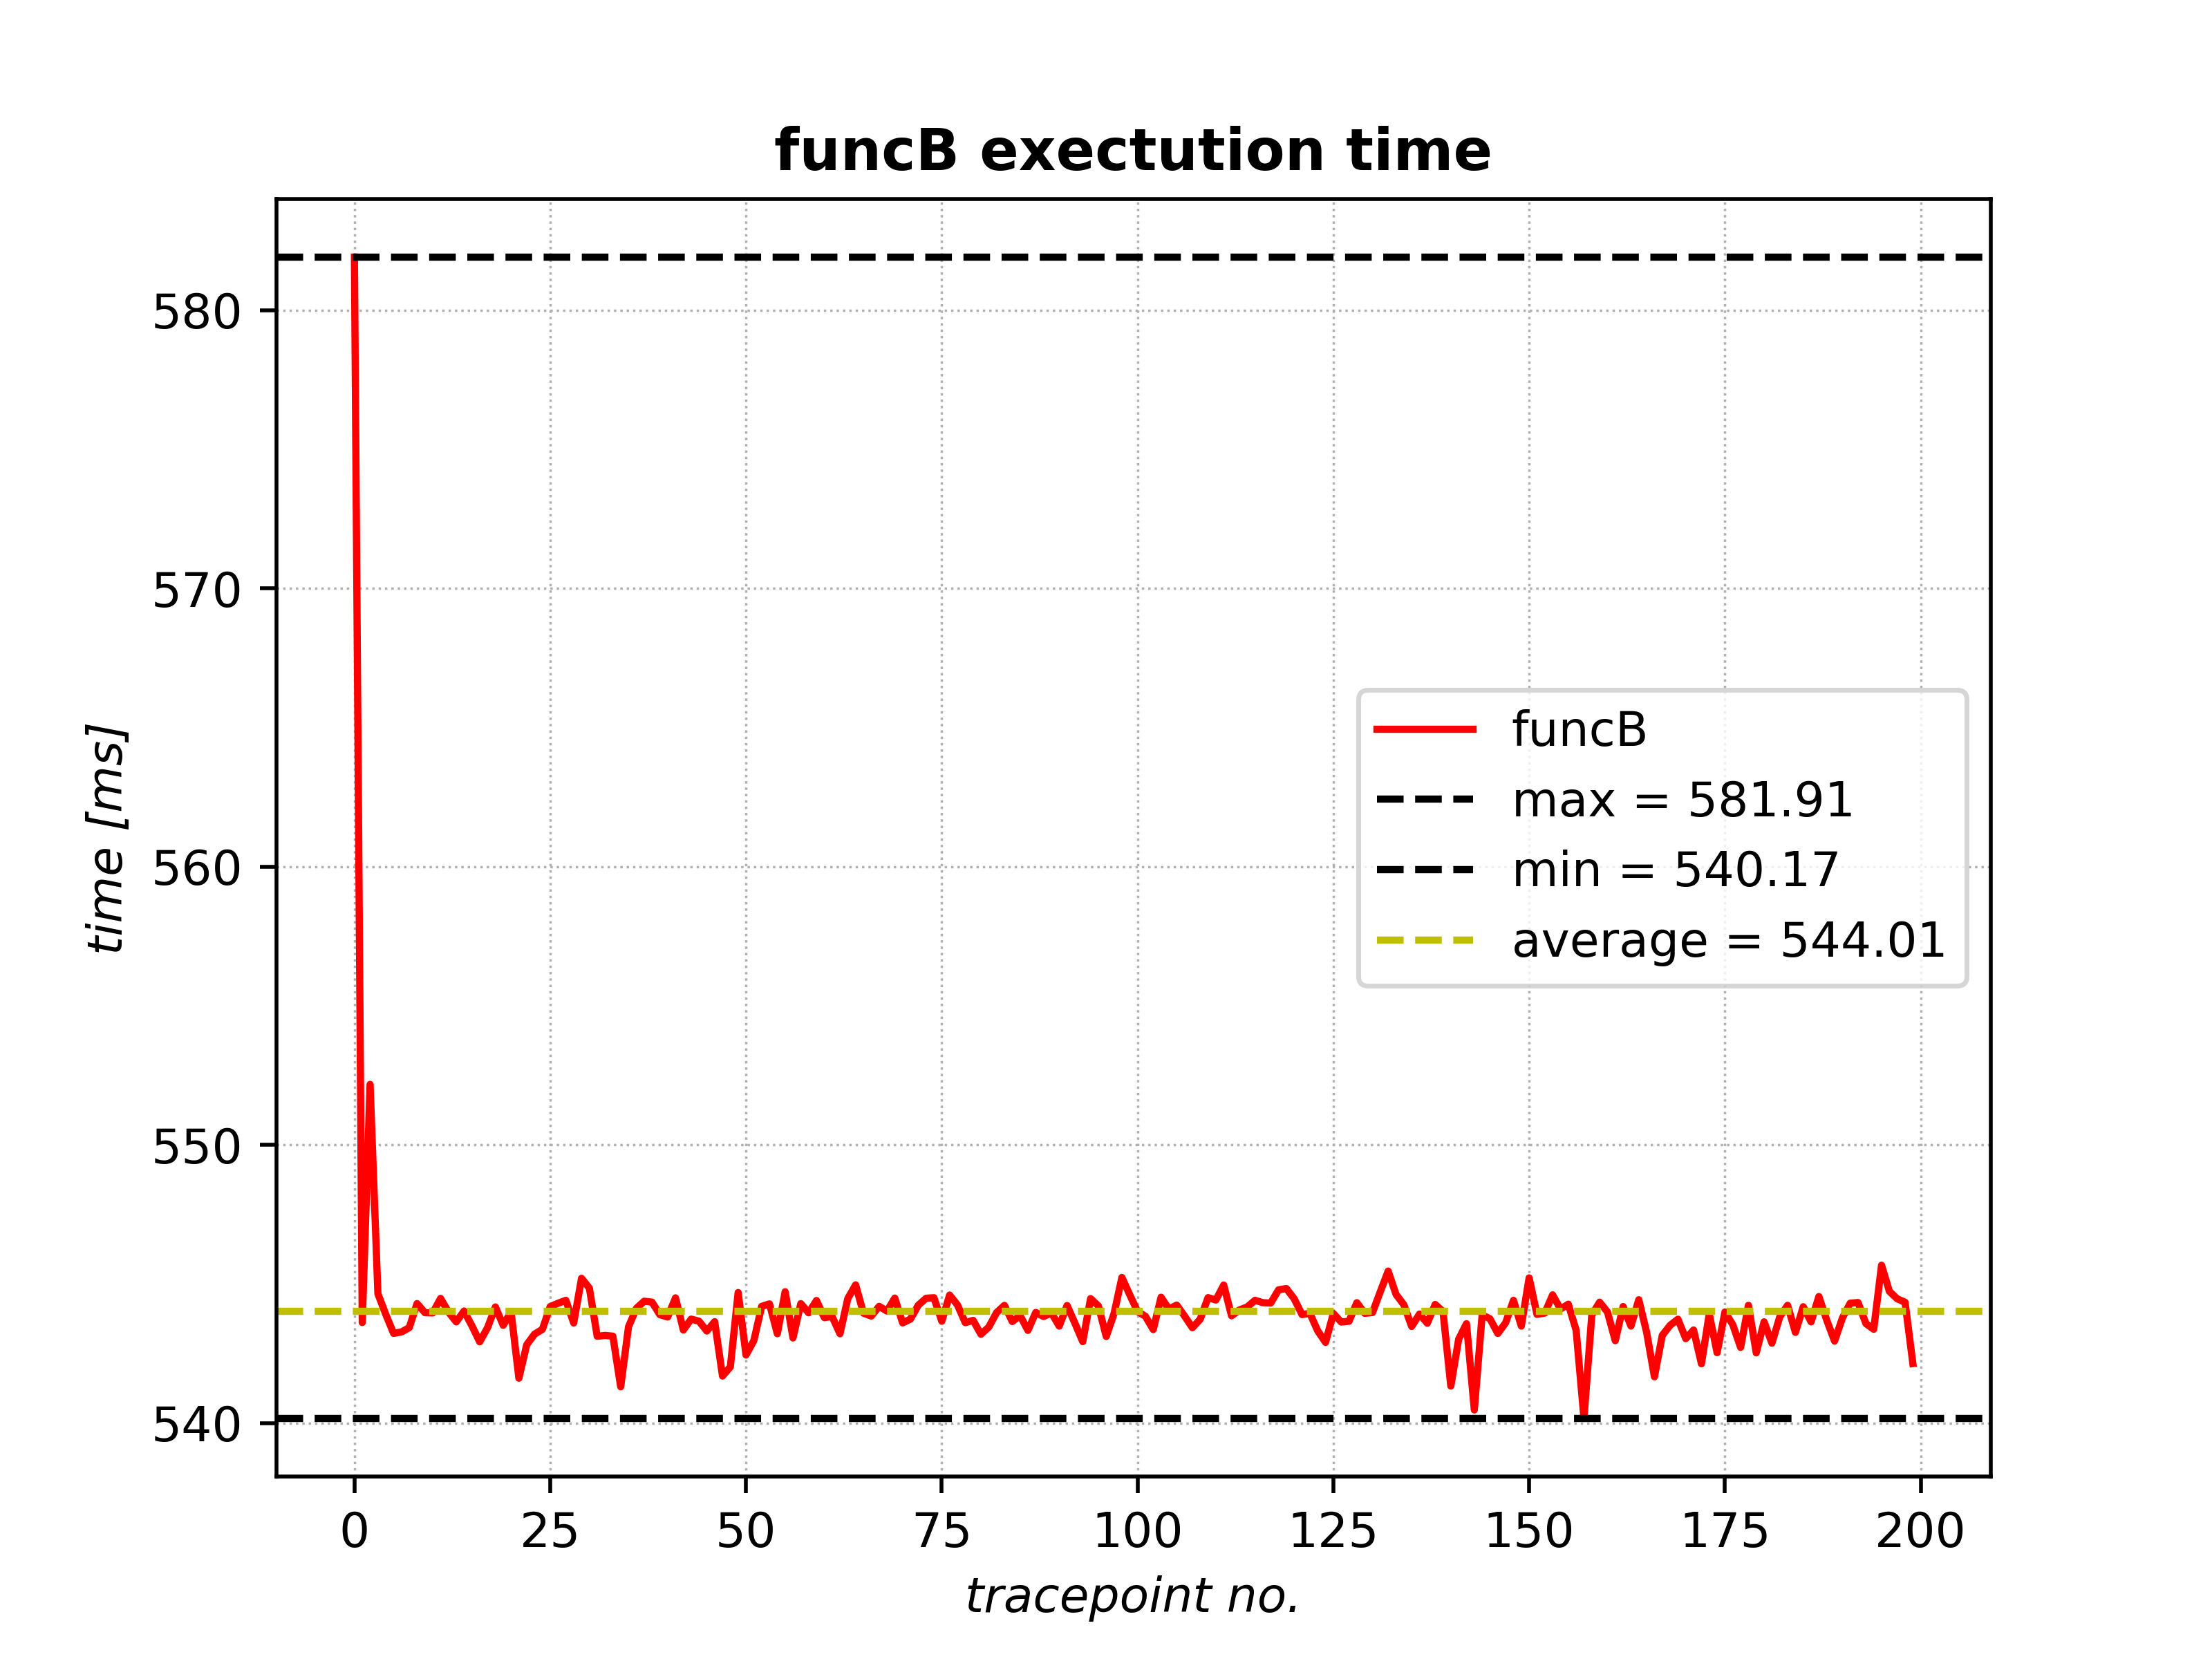 funcB exectution time
580
570
560
550
540
time [ms]
funcB
max = 581.91
min = 540.17
average = 544.01
0 25 50 75 100 125 150 175 200
tracepoint no.